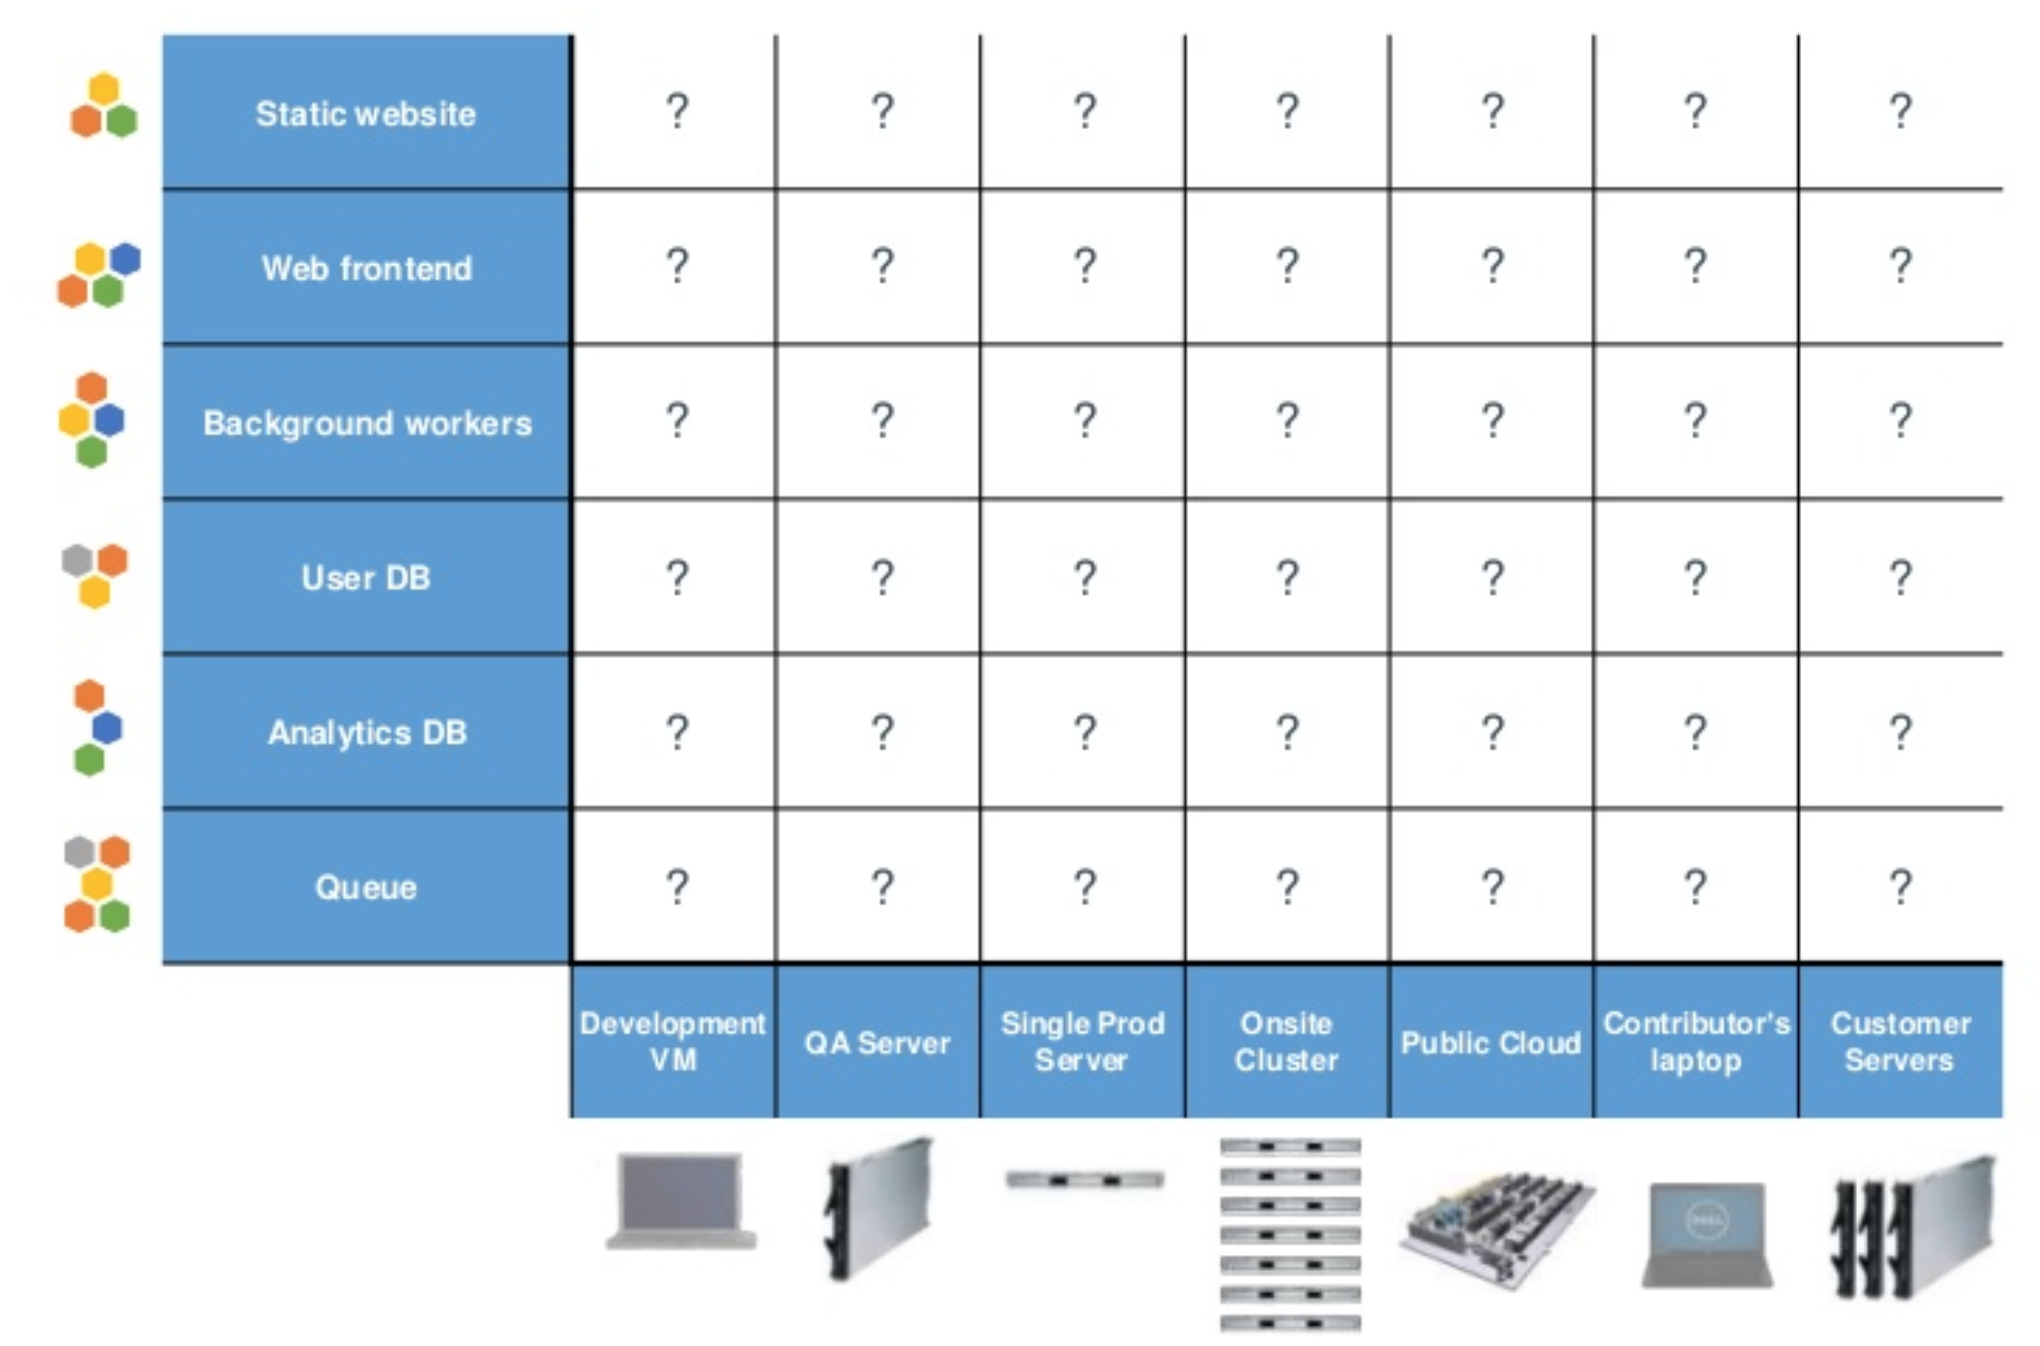 Static website ? ? ? ? ? ? ?
Web frontend ? ? ? ? ? ? ?
Background workers ? ? ? ? ? ? ?
User DB ? ? ? ? ? ? ?
Analytics DB ? ? ? ? ? ? ?
Queue ? ? ? ? ? ? ?
Development
VM
QA Server
Single Prod
Server
Onsite
Cluster
Public Cloud
Contributor's
laptop
Customer
Servers
DELL